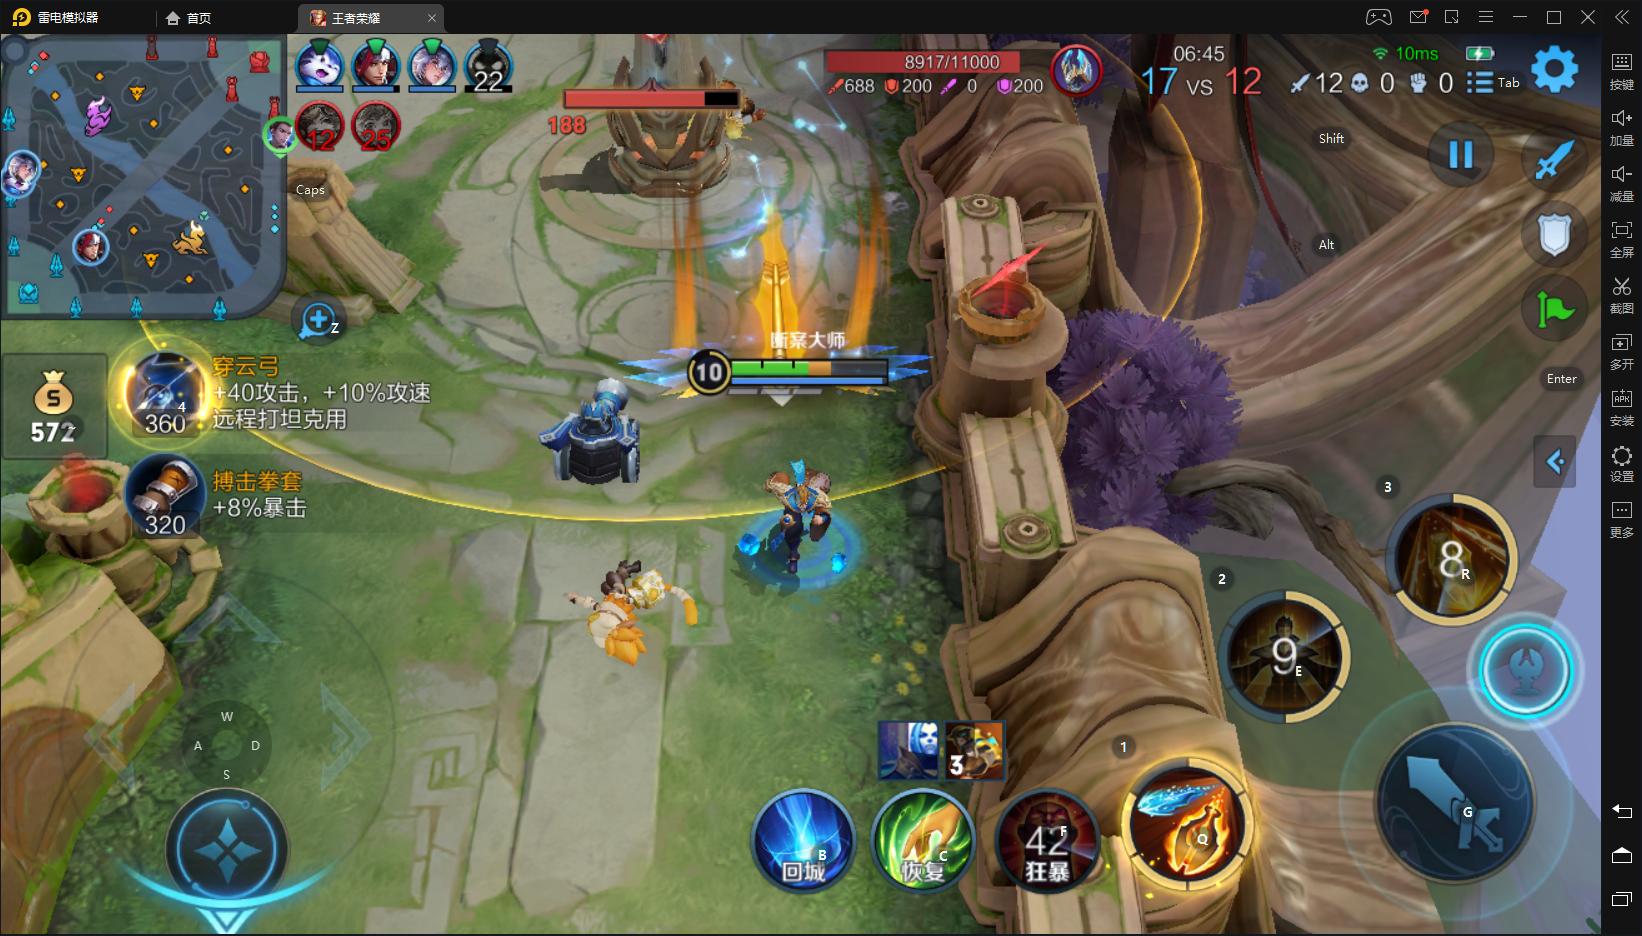 雷电模拟器
首页
王者荣耀
22
12
25
Caps
Z
188
8917/11000
688
200
0
200
06:45
17 VS 12
10ms
12
0
0
Tab
Shift
Alt
Enter
按键
加量
减量
全屏
截图
多开
安装
APK
设置
更多
572
穿云弓
+40攻击，+10%攻速
远程打坦克用
4
360
搏击拳套
+8%暴击
320
断案大师
10
W
A
D
S
3
8
R
2
9
E
1
Q
G
3
B
回城
C
恢复
F
42
狂暴